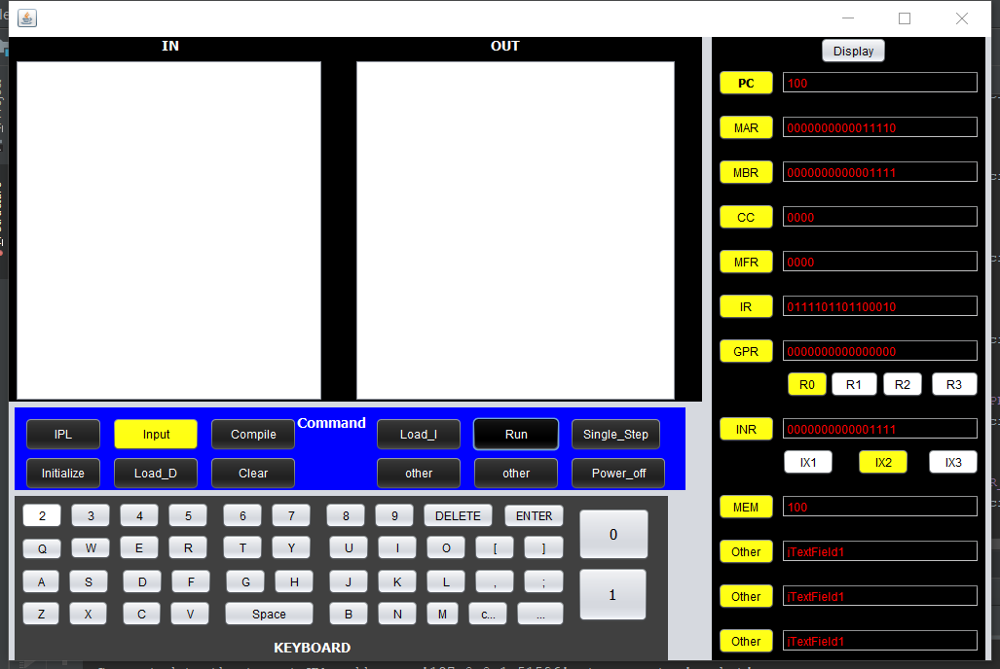 IN
OUT
Display
PC 100
MAR 0000000000011110
MBR 0000000000001111
CC 0000
MFR 0000
IR 0111101101100010
GPR 0000000000000000
R0 R1 R2 R3
INR 0000000000001111
IX1 IX2 IX3
MEM 100
Other jTextField1
Other jTextField1
Other jTextField1
Command
IPL Input Compile Load_I Run Single_Step
Initialize Load_D Clear other other Power_off
2 3 4 5 6 7 8 9 DELETE ENTER
Q W E R T Y U I O [ ]
A S D F G H J K L , ;
Z X C V Space B N M c... ...
0
1
KEYBOARD